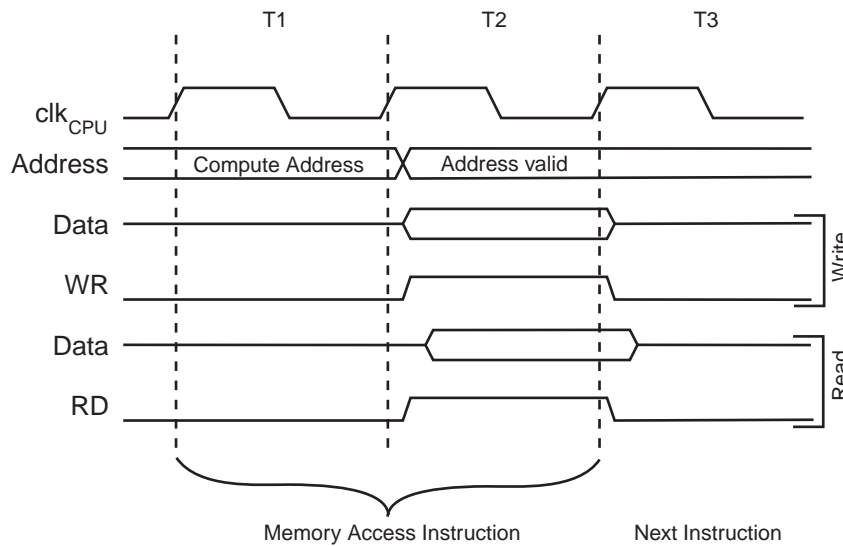 T1 T2 T3
clkCPU
Address Compute Address Address valid
Data
WR
Write
Data
RD
Read
Memory Access Instruction Next Instruction